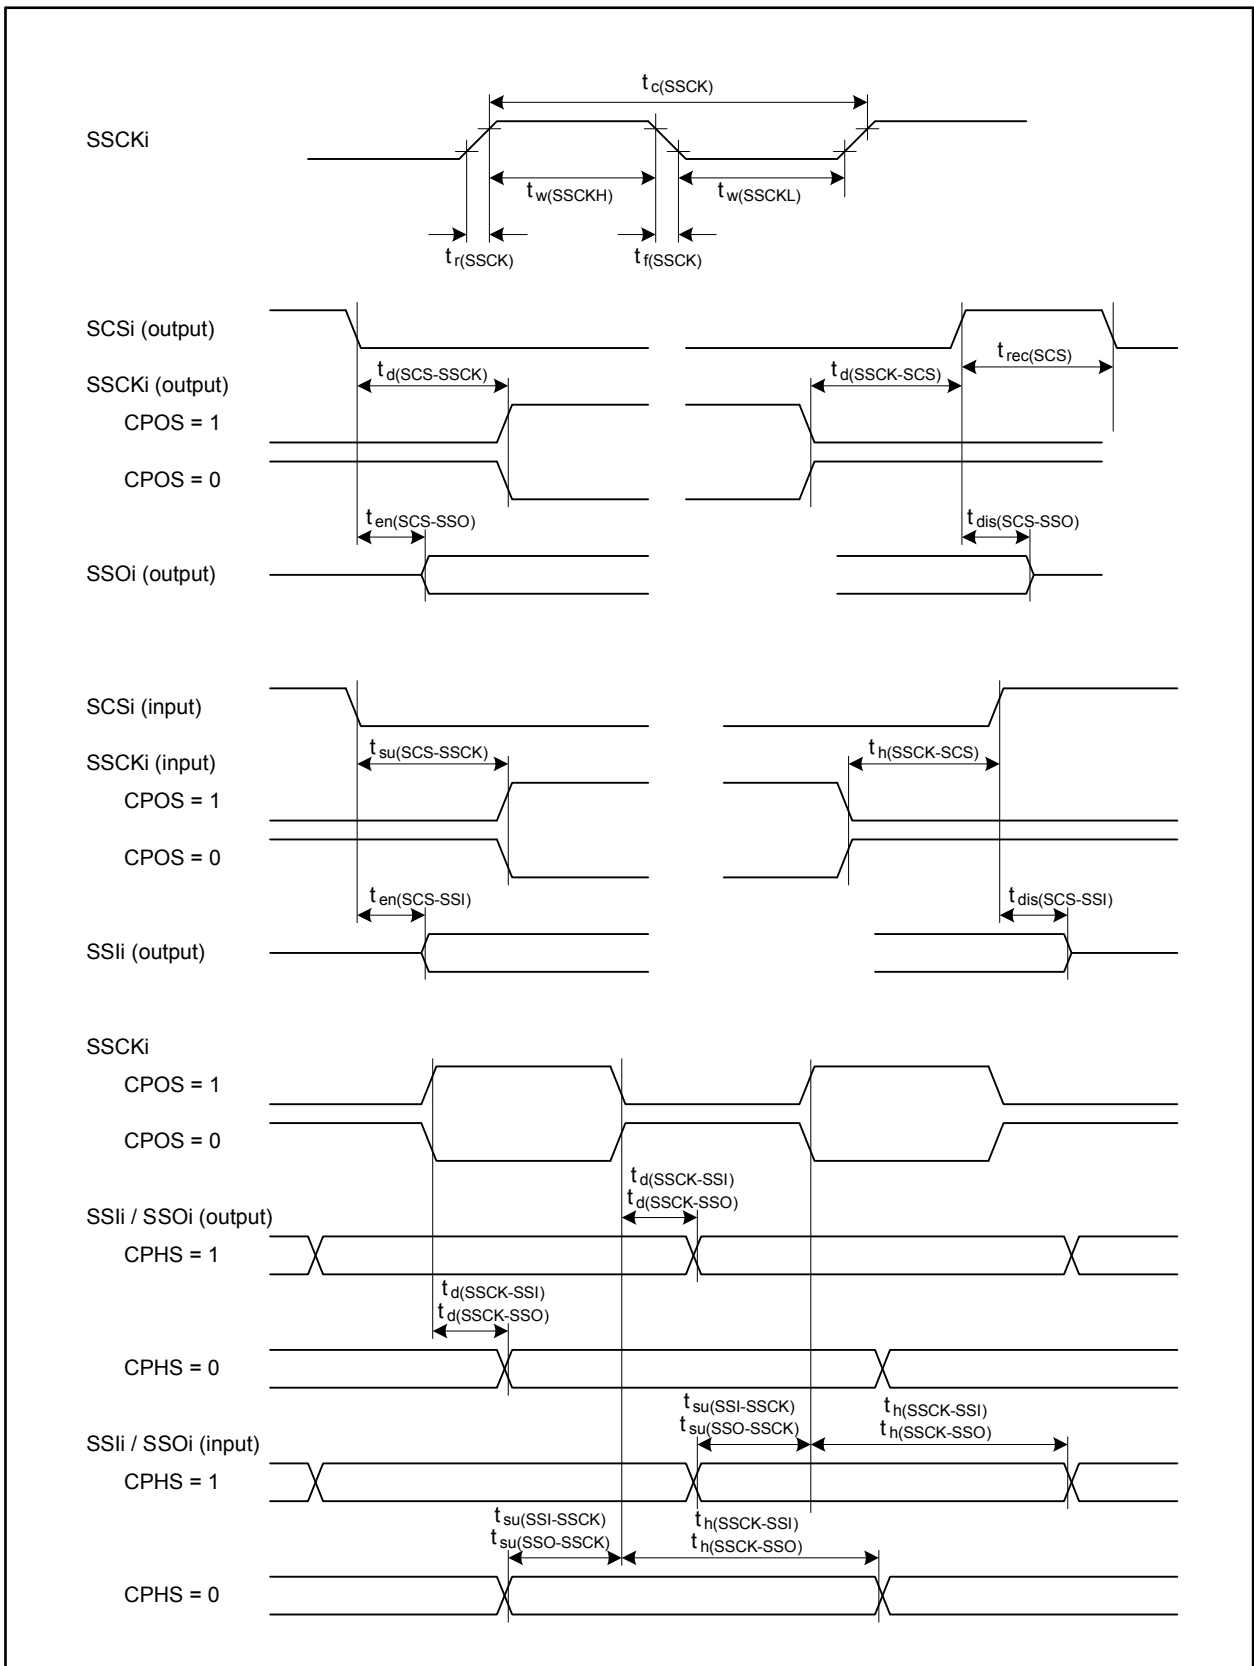 tc(SSCK)
SSCKi
tw(SSCKH) tw(SSCKL)
tr(SSCK) tf(SSCK)
SCSi (output)
trec(SCS)
td(SCS-SSCK) td(SSCK-SCS)
SSCKi (output)
CPOS = 1
CPOS = 0
ten(SCS-SSO) tdis(SCS-SSO)
SSOi (output)
SCSi (input)
tsu(SCS-SSCK) th(SSCK-SCS)
SSCKi (input)
CPOS = 1
CPOS = 0
ten(SCS-SSI) tdis(SCS-SSI)
SSIi (output)
SSCKi
CPOS = 1
CPOS = 0
td(SSCK-SSI)
td(SSCK-SSO)
SSIi / SSOi (output)
CPHS = 1
td(SSCK-SSI)
td(SSCK-SSO)
CPHS = 0
tsu(SSI-SSCK) th(SSCK-SSI)
tsu(SSO-SSCK) th(SSCK-SSO)
SSIi / SSOi (input)
CPHS = 1
tsu(SSI-SSCK) th(SSCK-SSI)
tsu(SSO-SSCK) th(SSCK-SSO)
CPHS = 0